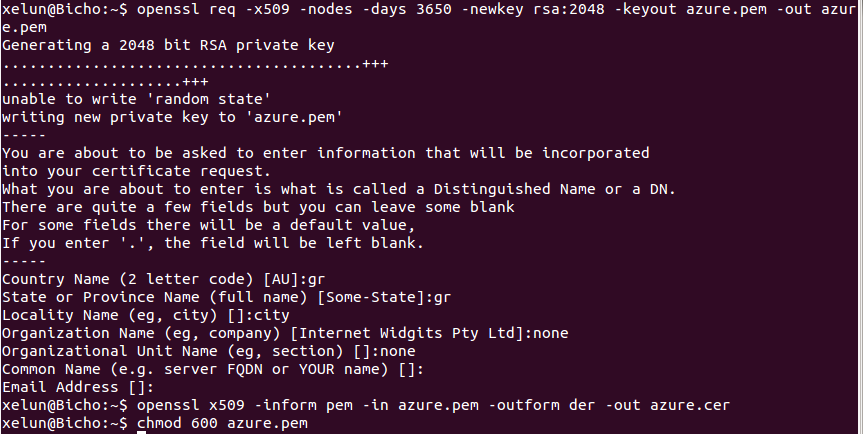 xelun@Bicho:~$ openssl req -x509 -nodes -days 3650 -newkey rsa:2048 -keyout azure.pem -out azur
e.pem
Generating a 2048 bit RSA private key
........................................+++
....................+++
unable to write 'random state'
writing new private key to 'azure.pem'
-----
You are about to be asked to enter information that will be incorporated
into your certificate request.
What you are about to enter is what is called a Distinguished Name or a DN.
There are quite a few fields but you can leave some blank
For some fields there will be a default value,
If you enter '.', the field will be left blank.
-----
Country Name (2 letter code) [AU]:gr
State or Province Name (full name) [Some-State]:gr
Locality Name (eg, city) []:city
Organization Name (eg, company) [Internet Widgits Pty Ltd]:none
Organizational Unit Name (eg, section) []:none
Common Name (e.g. server FQDN or YOUR name) []:
Email Address []:
xelun@Bicho:~$ openssl x509 -inform pem -in azure.pem -outform der -out azure.cer
xelun@Bicho:~$ chmod 600 azure.pem